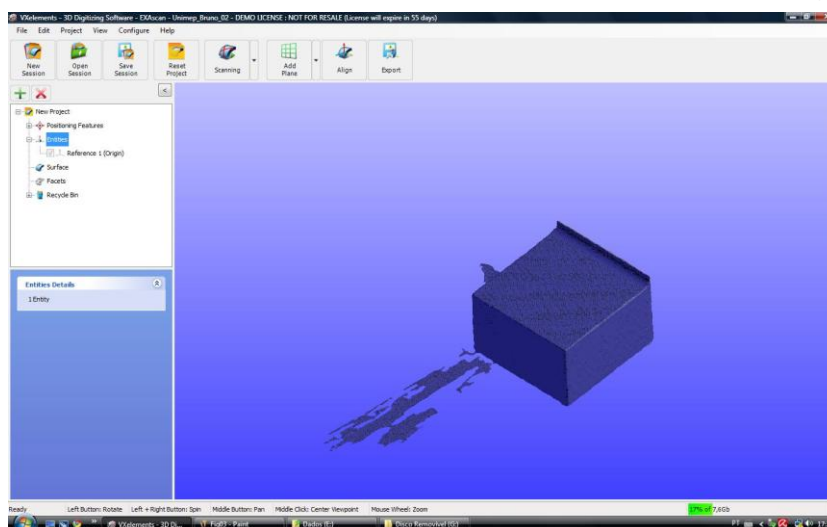 VXelements - 3D Digitizing Software - EXAscan - Unimep_Bruno_02 - DEMO LICENSE : NOT FOR RESALE (License will expire in 55 days)
File Edit Project View Configure Help
New Session
Open Session
Save Session
Reset Project
Scanning
Add Plane
Align
Export
New Project
Positioning Features
Entities
Reference 1 (Origin)
Surface
Facets
Recycle Bin
Entities Details
1 Entity
Ready Left Button: Rotate Left + Right Button: Spin Middle Button: Pan Middle Click: Center Viewpoint Mouse Wheel: Zoom 17% of 7,6Gb
VXelements - 3D Di... Fig03 - Paint Dados (E:) Disco Removível (G:) PT